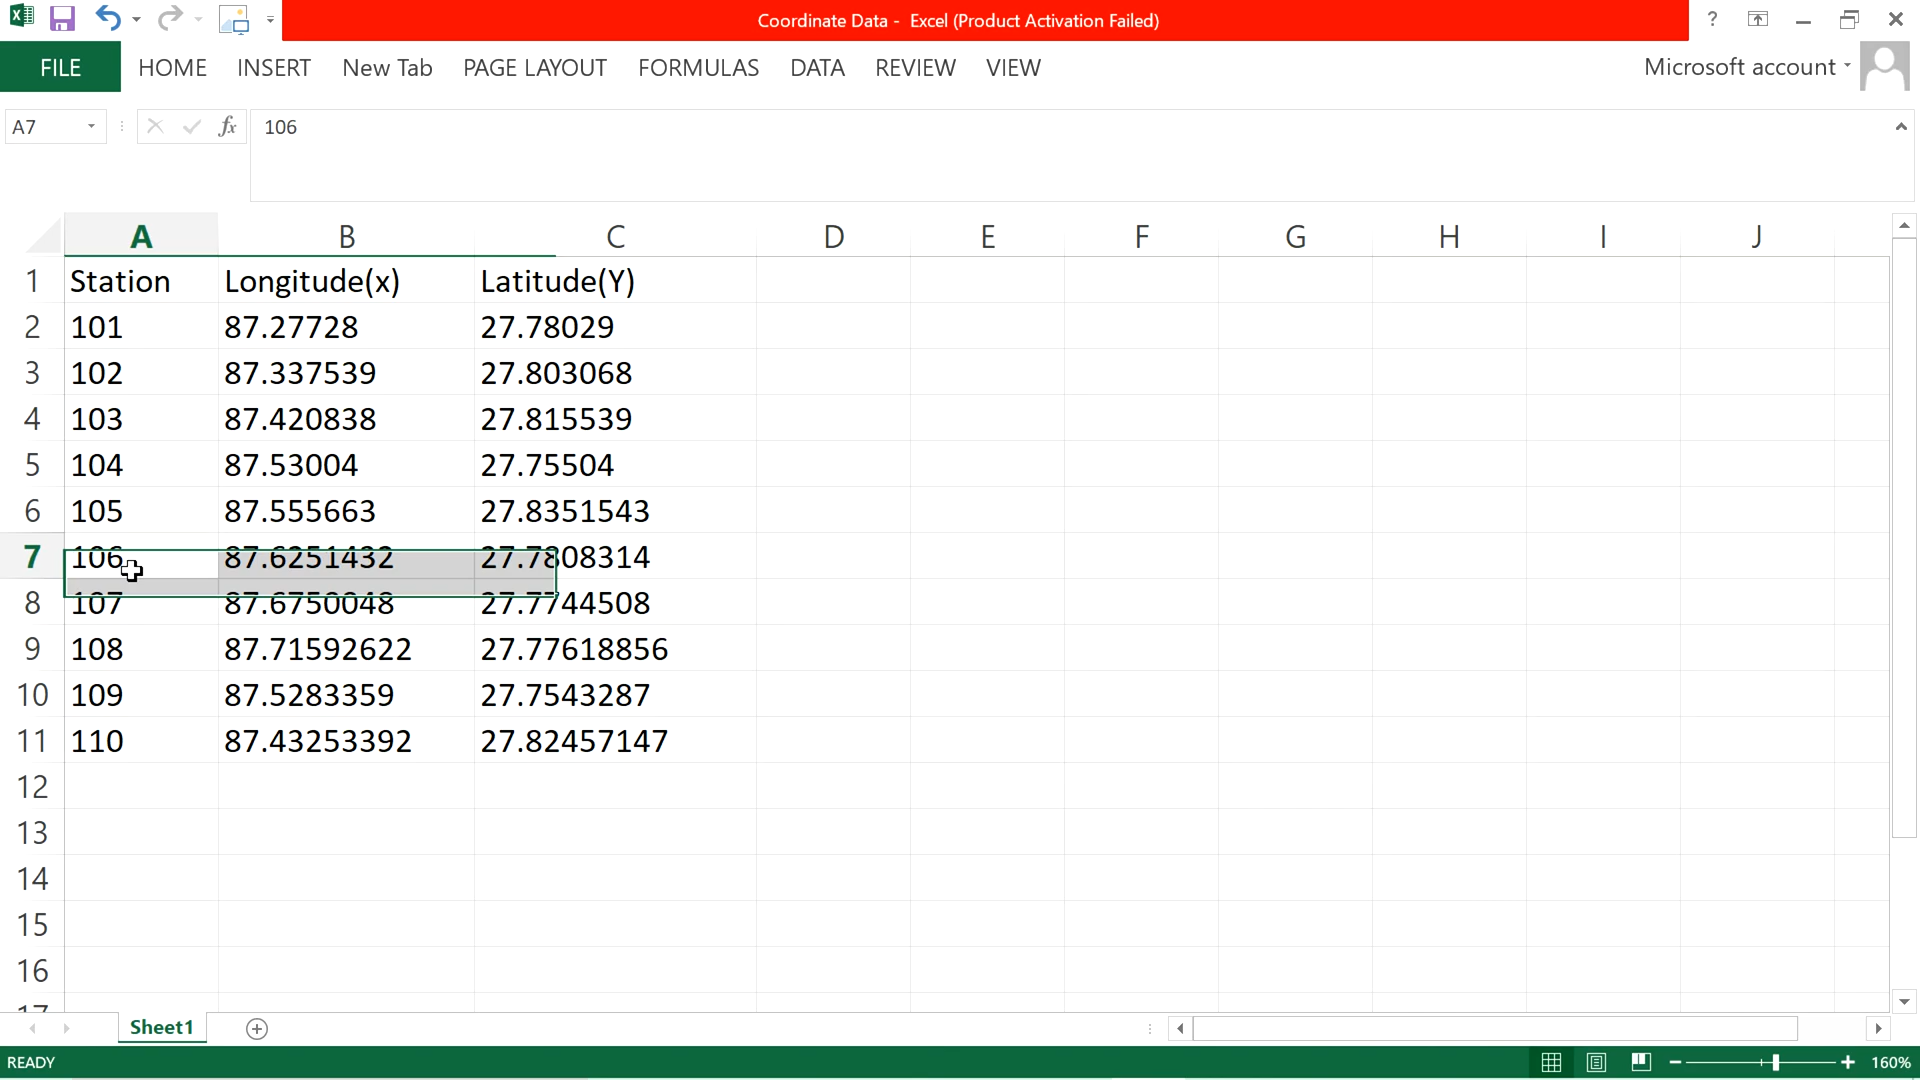 Coordinate Data - Excel (Product Activation Failed)
?
FILE HOME INSERT New Tab PAGE LAYOUT FORMULAS DATA REVIEW VIEW Microsoft account
A7 fx 106
A B C D E F G H I J
1 Station Longitude(x) Latitude(Y)
2 101 87.27728 27.78029
3 102 87.337539 27.803068
4 103 87.420838 27.815539
5 104 87.53004 27.75504
6 105 87.555663 27.8351543
7 106 87.6251432 27.7808314
8 107 87.6750048 27.7744508
9 108 87.71592622 27.77618856
10 109 87.5283359 27.7543287
11 110 87.43253392 27.82457147
12
13
14
15
16
17
Sheet1
READY 160%